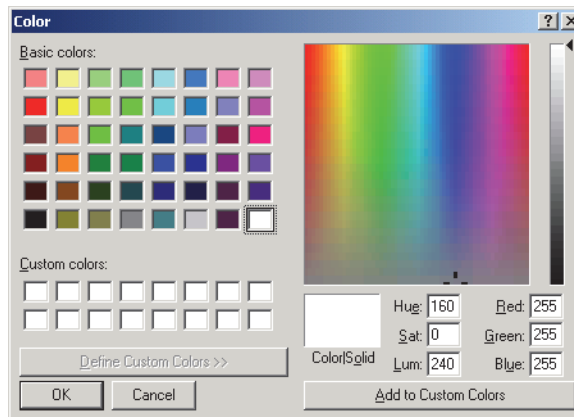 Color
Basic colors:
Custom colors:
Define Custom Colors >>
OK Cancel
Color|Solid
Hue: 160 Red: 255
Sat: 0 Green: 255
Lum: 240 Blue: 255
Add to Custom Colors